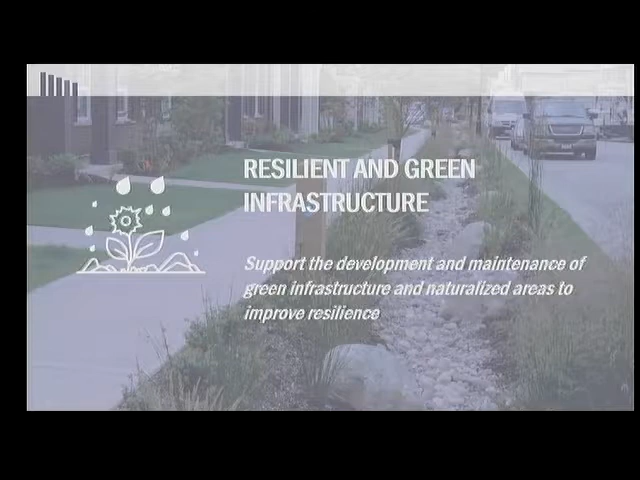 RESILIENT AND GREEN
INFRASTRUCTURE
Support the development and maintenance of
green infrastructure and naturalized areas to
improve resilience